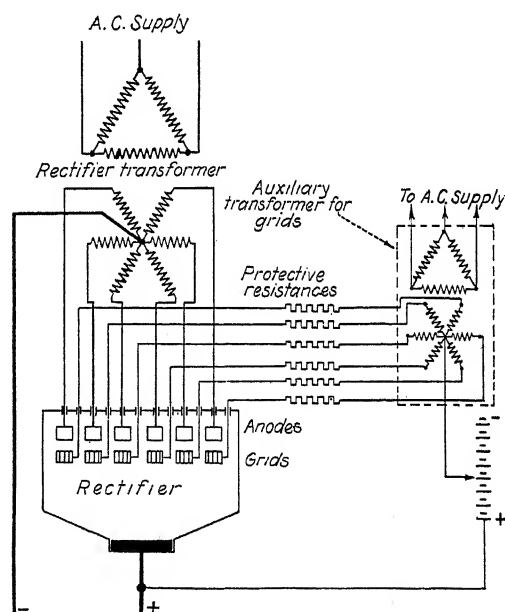 A.C. Supply
Rectifier transformer
Auxiliary
transformer for
grids
To A.C. Supply
Protective
resistances
Anodes
Grids
Rectifier
-
+
-
+